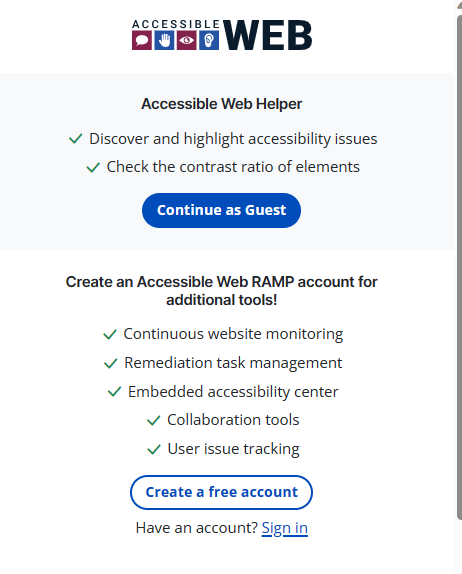 ACCESSIBLE
WEB
Accessible Web Helper
Discover and highlight accessibility issues
Check the contrast ratio of elements
Continue as Guest
Create an Accessible Web RAMP account for
additional tools!
Continuous website monitoring
Remediation task management
Embedded accessibility center
Collaboration tools
User issue tracking
Create a free account
Have an account? Sign in